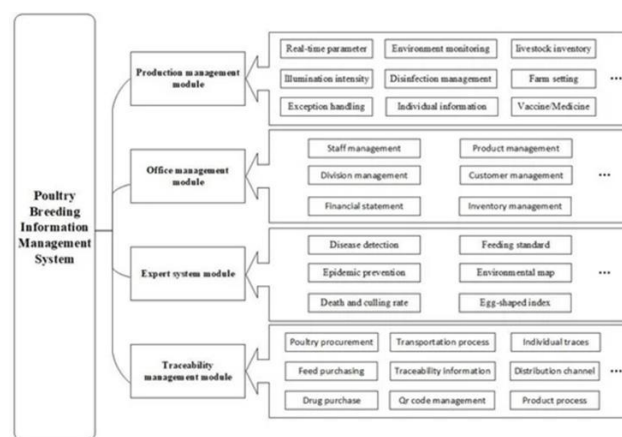 Poultry
Breeding
Information
Management
System
Production management
module
Real-time parameter
Environment monitoring
livestock inventory
Illumination intensity
Disinfection management
Farm setting
...
Exception handling
Individual information
Vaccine/Medicine
Office management
module
Staff management
Product management
Division management
Customer management
...
Financial statement
Inventory management
Expert system module
Disease detection
Feeding standard
Epidemic prevention
Environmental map
...
Death and culling rate
Egg-shaped index
Traceability
management module
Poultry procurement
Transportation process
Individual traces
Feed purchasing
Traceability information
Distribution channel
...
Drug purchase
Qr code management
Product process